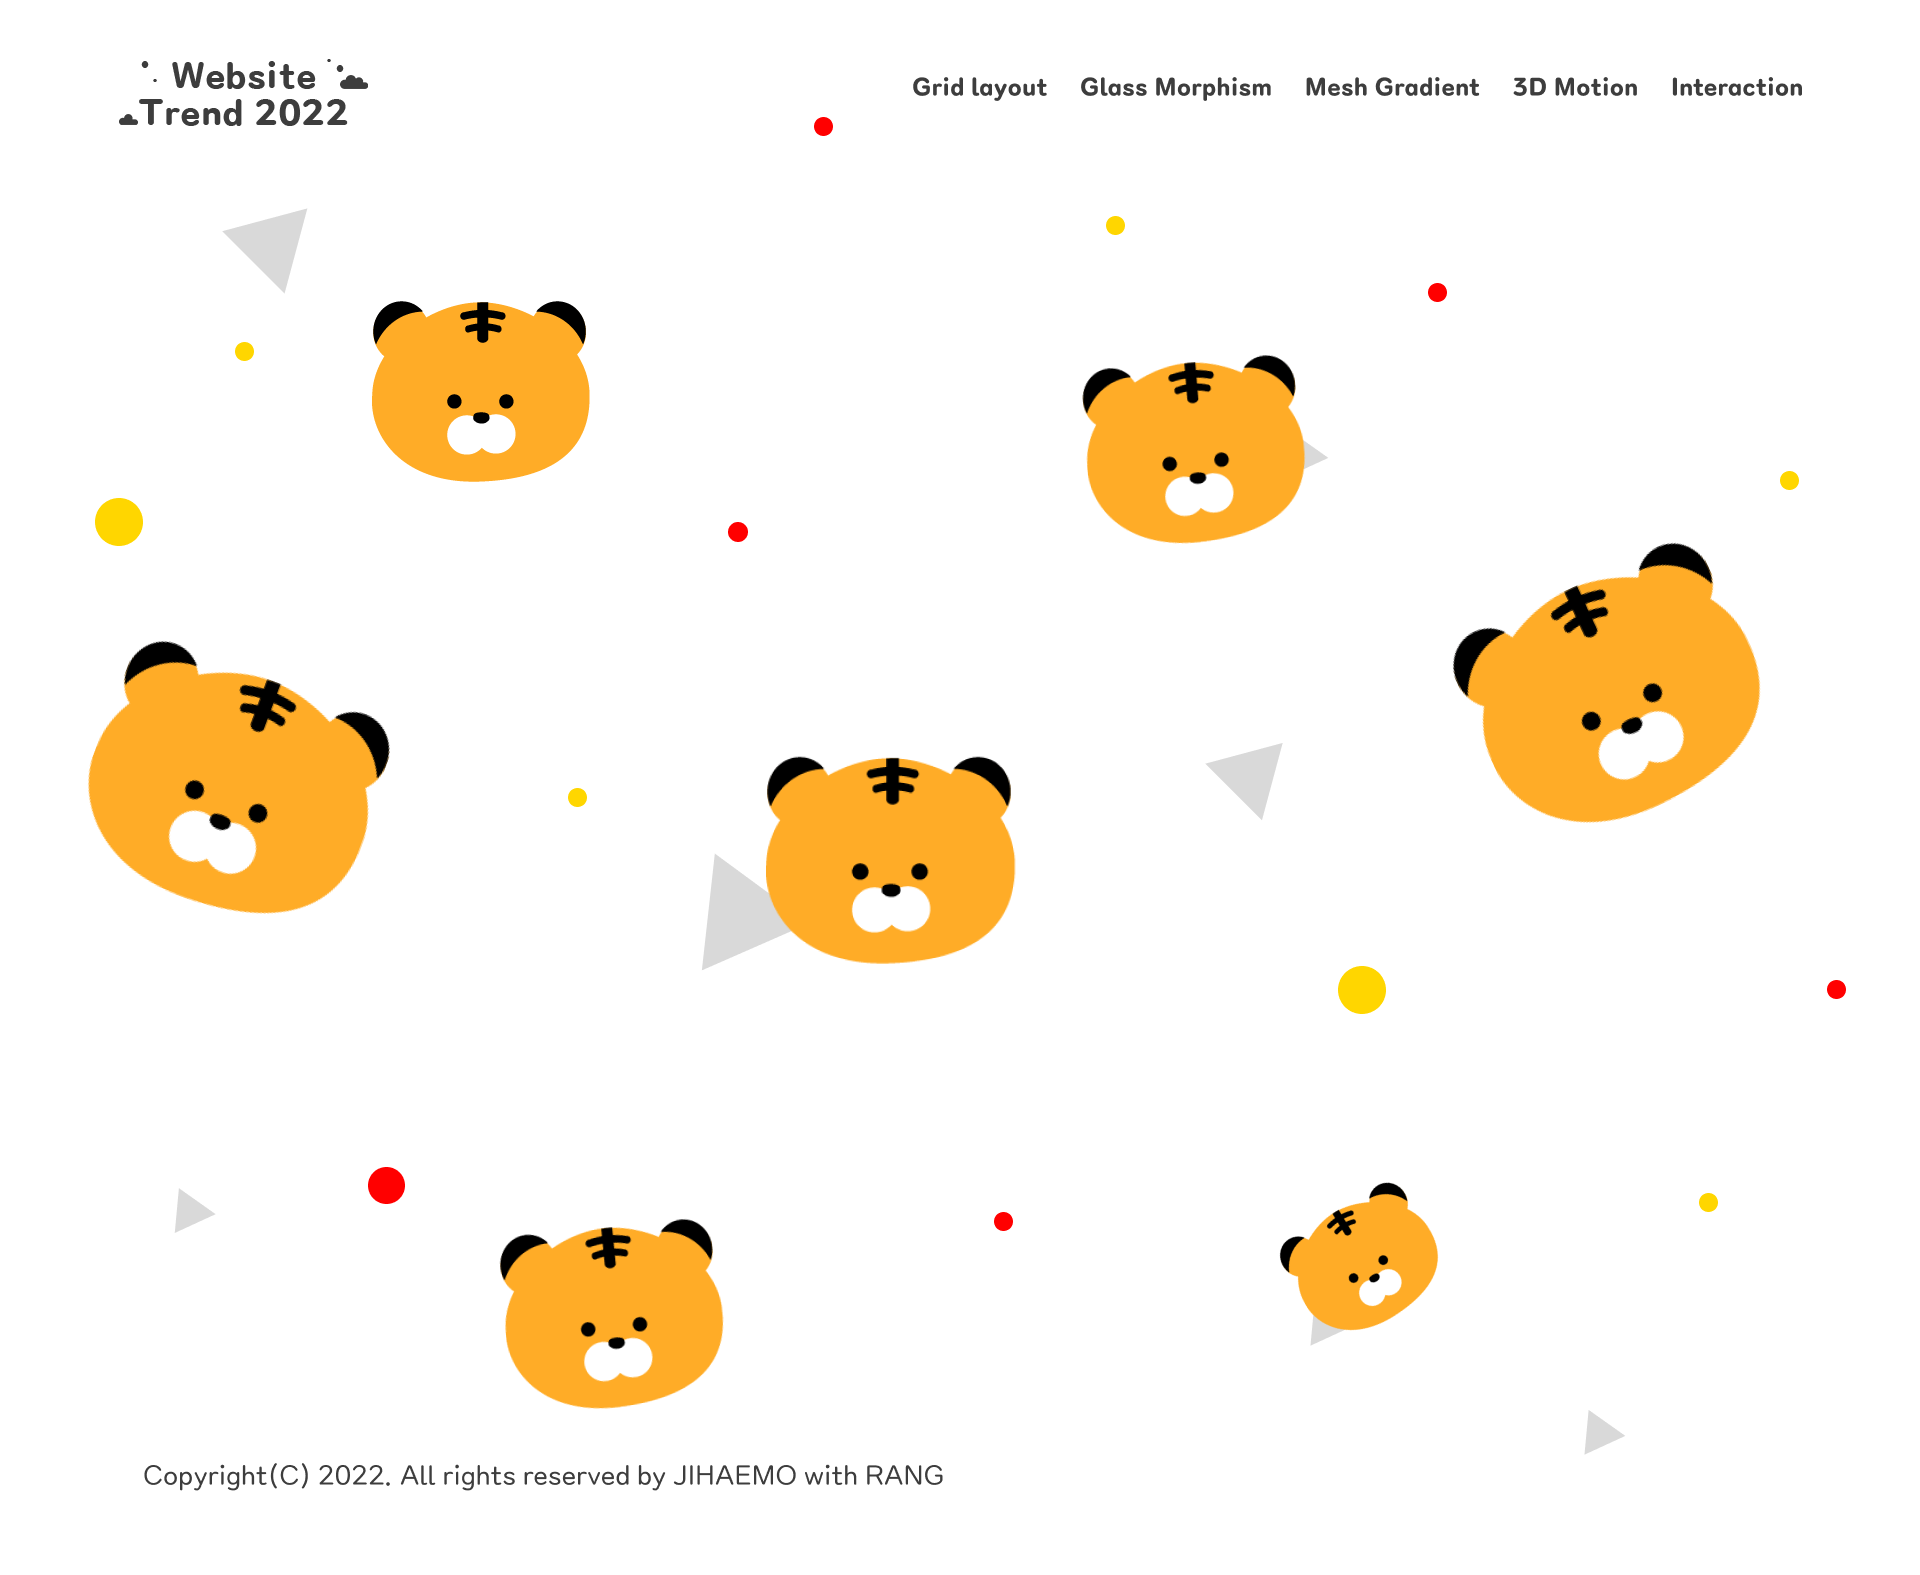 Website
Trend 2022
Grid layout Glass Morphism Mesh Gradient 3D Motion Interaction
Copyright(C) 2022. All rights reserved by JIHAEMO with RANG